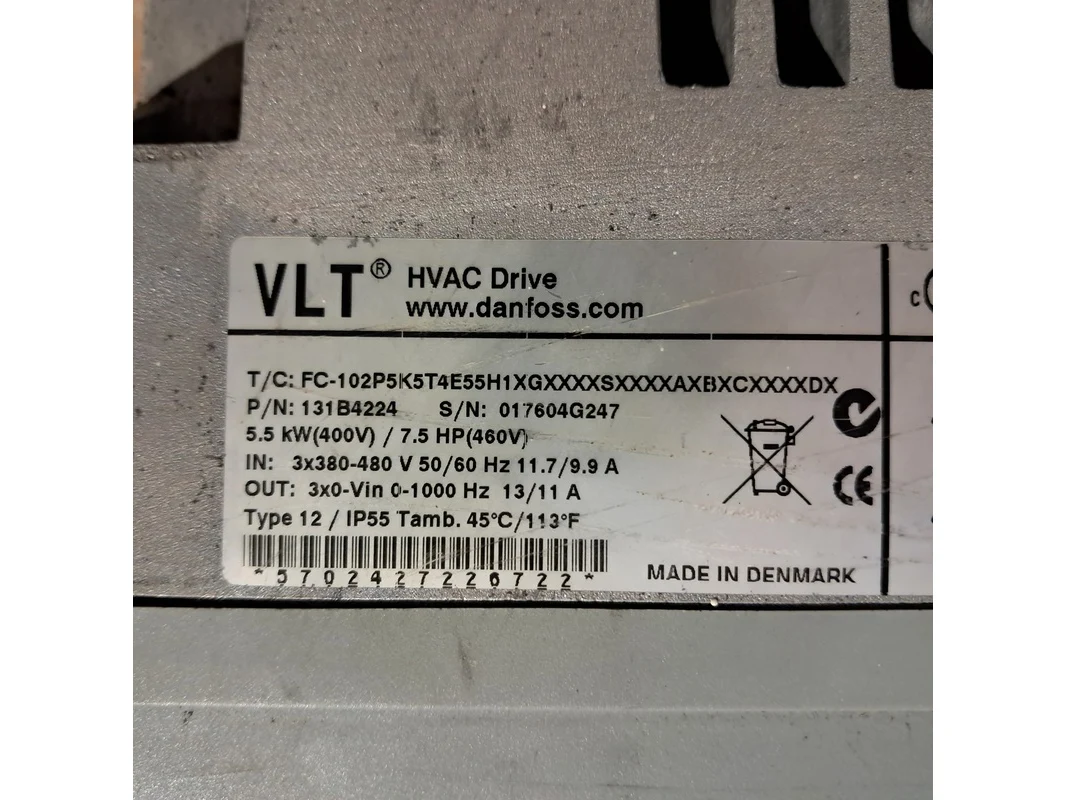 VLT® HVAC Drive
www.danfoss.com
c
T/C: FC-102P5K5T4E55H1XGXXXXSXXXXAXBXCXXXXDX
P/N: 131B4224 S/N: 017604G247
5.5 kW(400V) / 7.5 HP(460V)
IN: 3x380-480 V 50/60 Hz 11.7/9.9 A
OUT: 3x0-Vin 0-1000 Hz 13/11 A
CE
Type 12 / IP55 Tamb. 45°C/113°F
*5702427226722*
MADE IN DENMARK